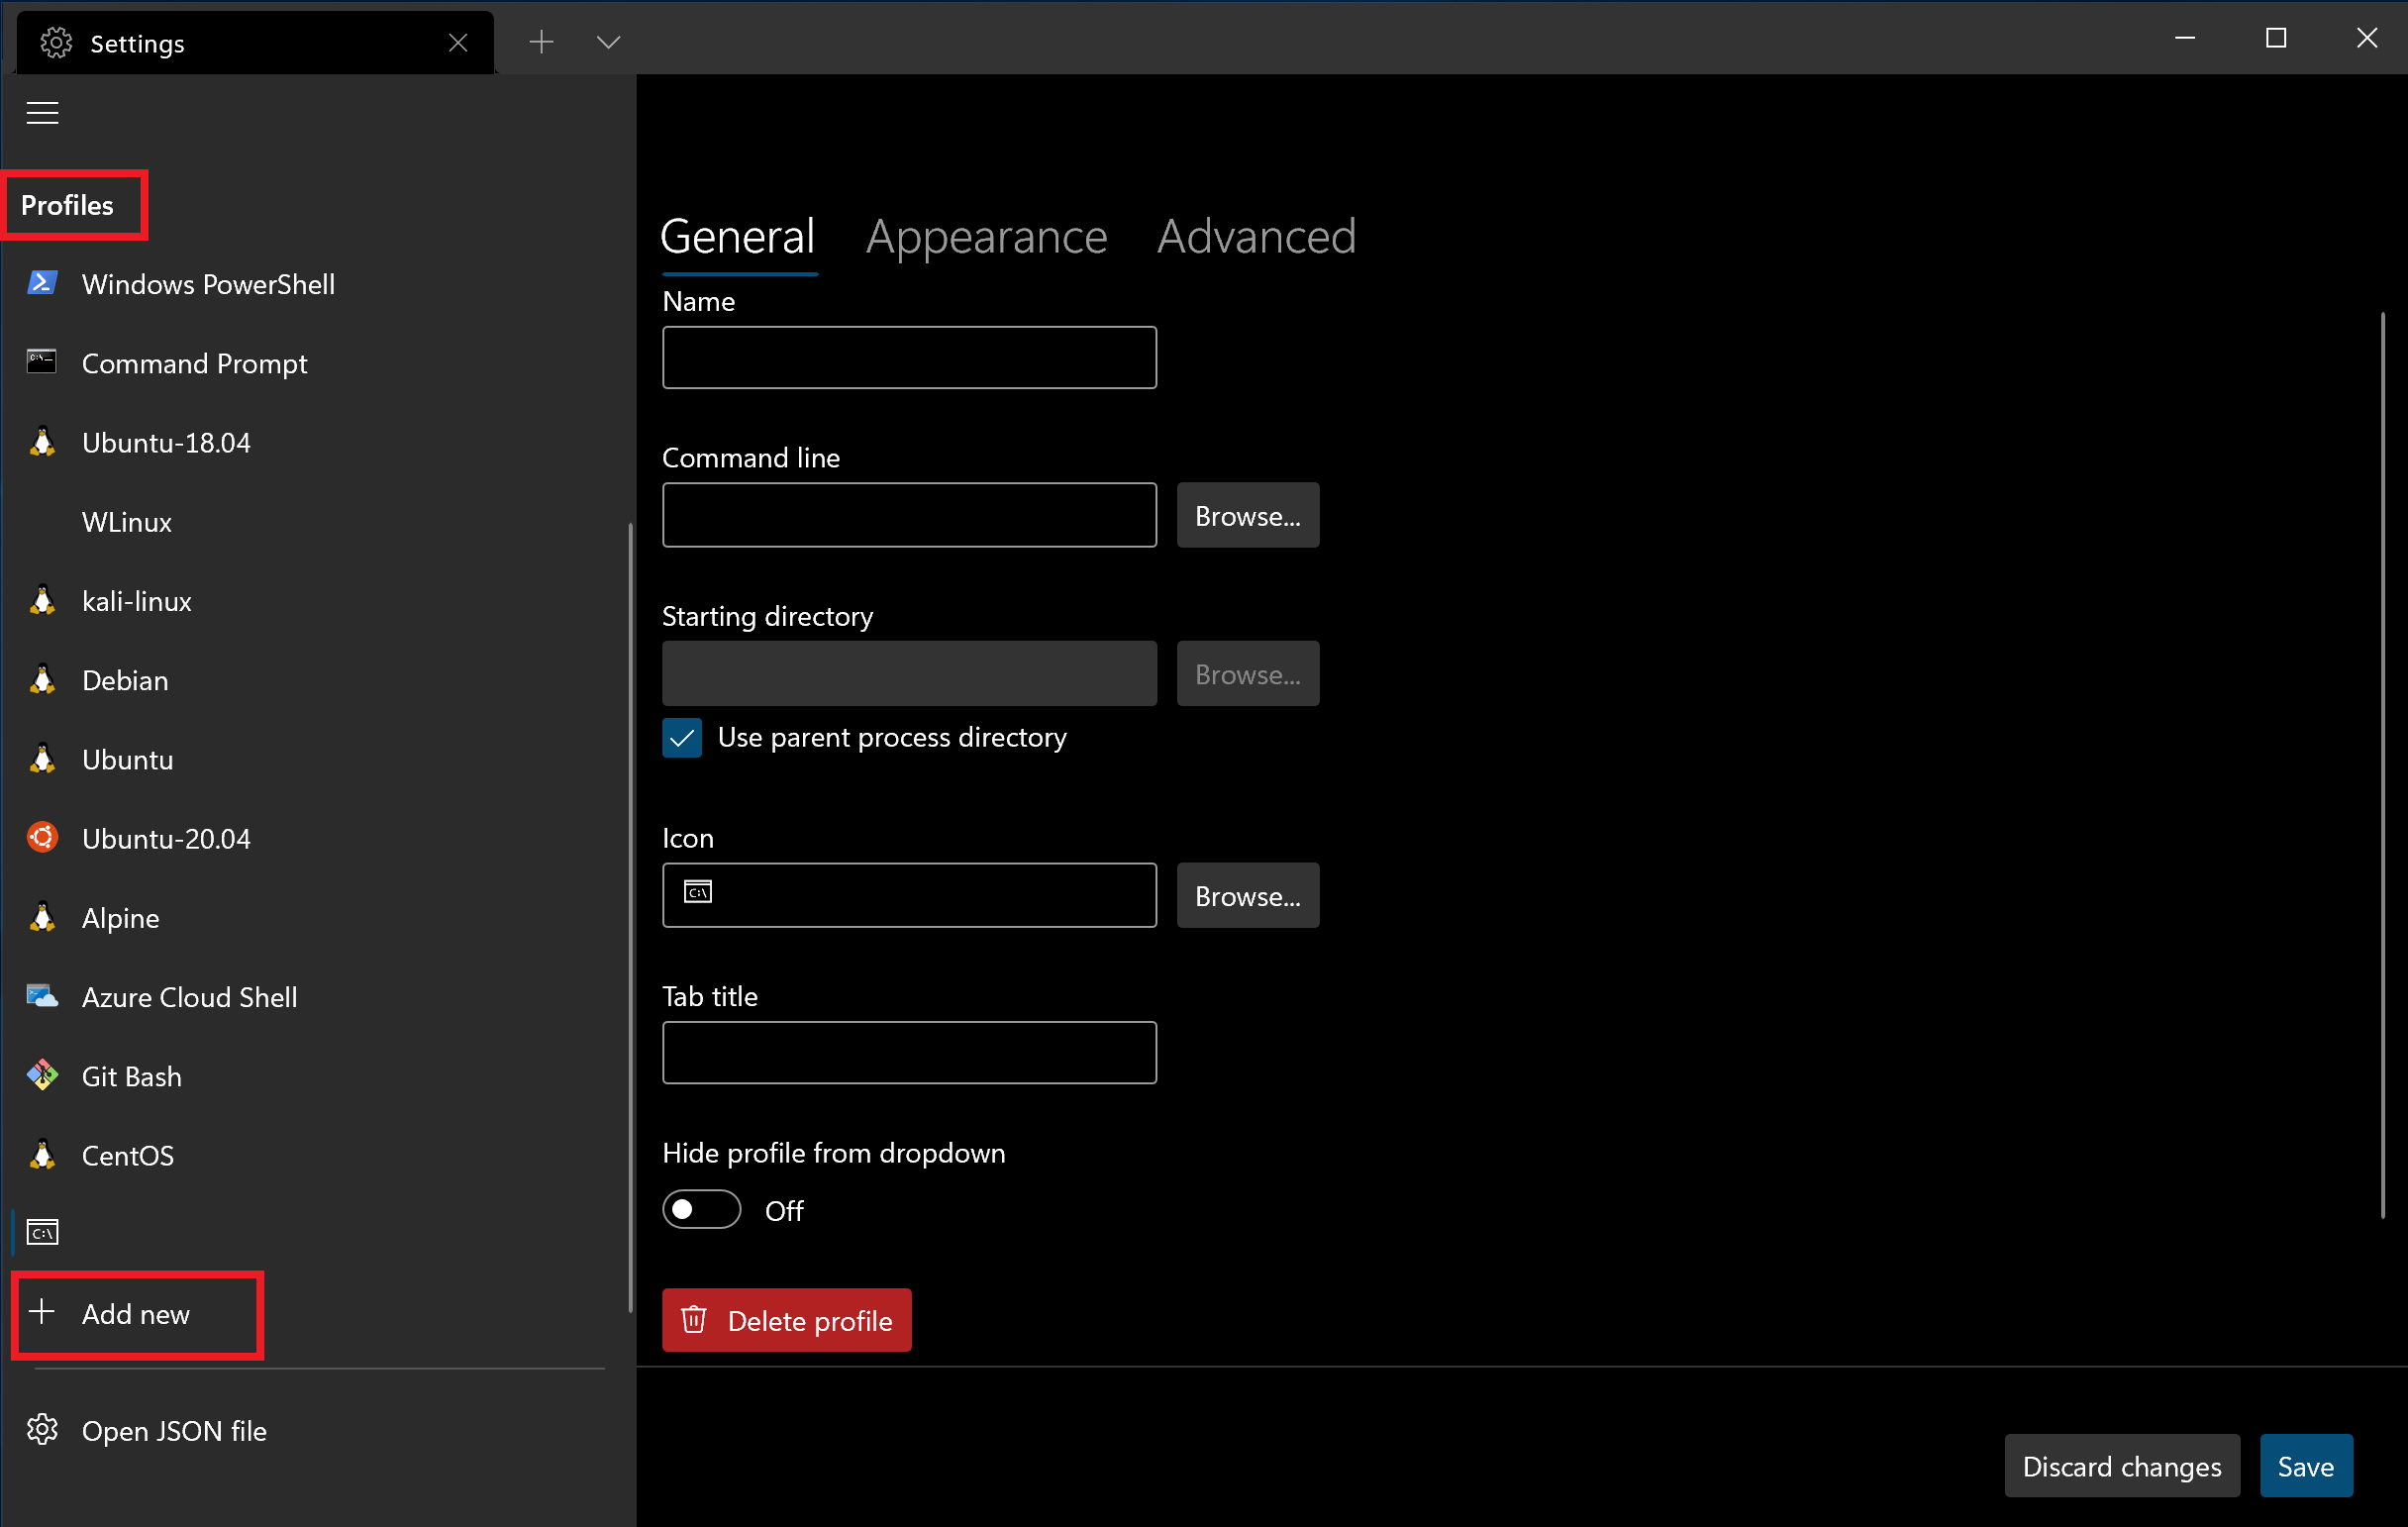 Settings
Profiles
Windows PowerShell
Command Prompt
Ubuntu-18.04
WLinux
kali-linux
Debian
Ubuntu
Ubuntu-20.04
Alpine
Azure Cloud Shell
Git Bash
CentOS
C:\
Add new
Open JSON file
General Appearance Advanced
Name
Command line
Browse...
Starting directory
Browse...
Use parent process directory
Icon
C:\
Browse...
Tab title
Hide profile from dropdown
Off
Delete profile
Discard changes Save